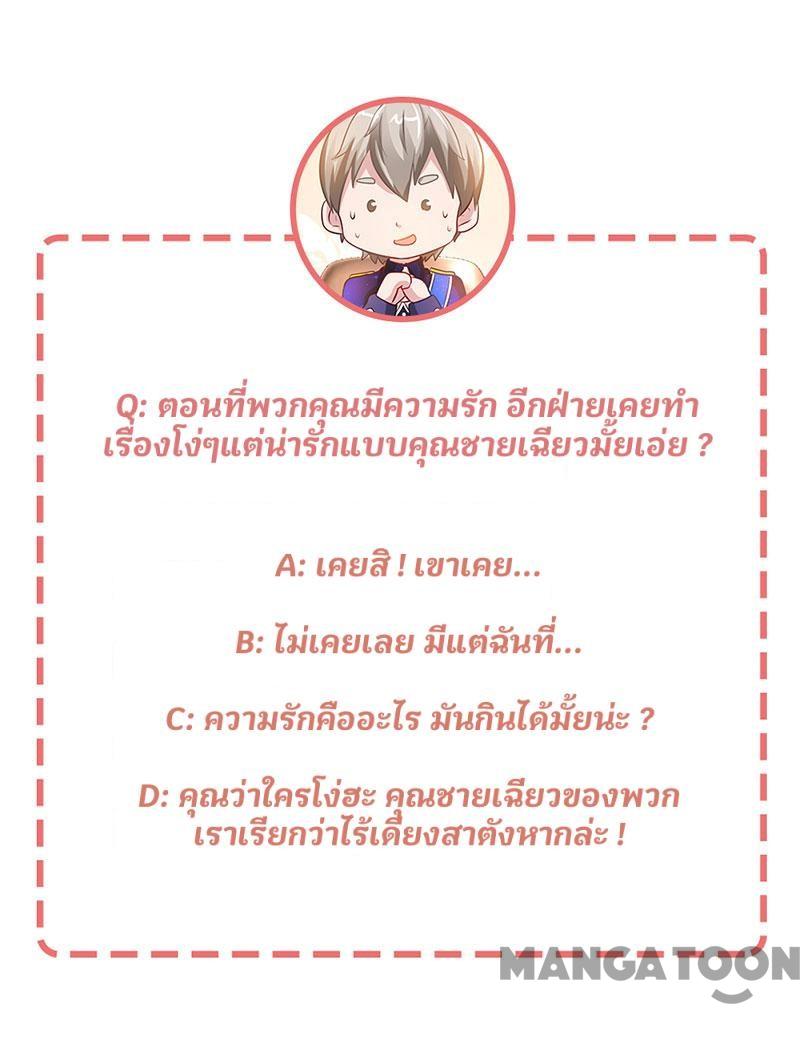 Q: ตอนที่พวกคุณมีความรัก อีกฝ่ายเคยทำ
เรื่องโง่ๆแต่น่ารักแบบคุณชายเฉียวมั้ยเอ่ย ?
A: เคยสิ ! เขาเคย...
B: ไม่เคยเลย มีแต่ฉันที่...
C: ความรักคืออะไร มันกินได้มั้ยน่ะ ?
D: คุณว่าใครโง่ฮะ คุณชายเฉียวของพวก
เราเรียกว่าไร้เดียงสาตังหากล่ะ !
MANGATOON